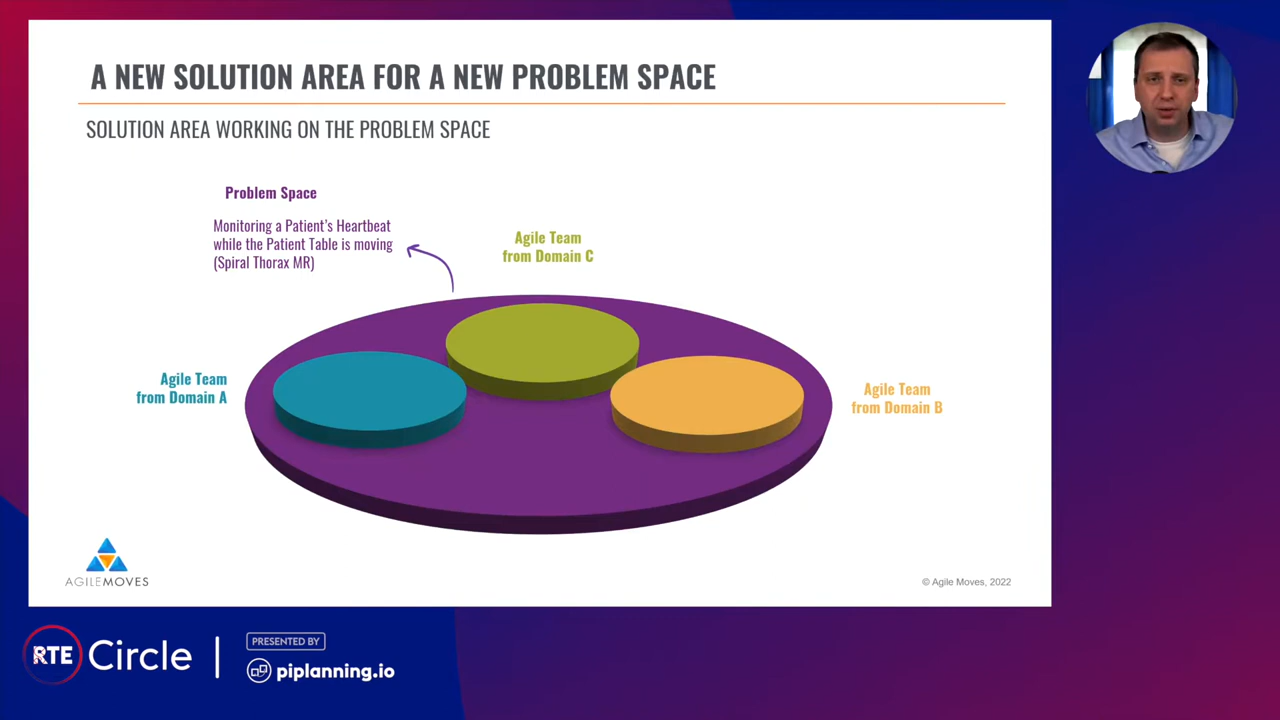 A NEW SOLUTION AREA FOR A NEW PROBLEM SPACE
SOLUTION AREA WORKING ON THE PROBLEM SPACE
Problem Space
Monitoring a Patient's Heartbeat
while the Patient Table is moving
(Spiral Thorax MR)
Agile Team
from Domain C
Agile Team
from Domain A
Agile Team
from Domain B
AGILEMOVES
© Agile Moves, 2022
RTE Circle
PRESENTED BY
piplanning.io